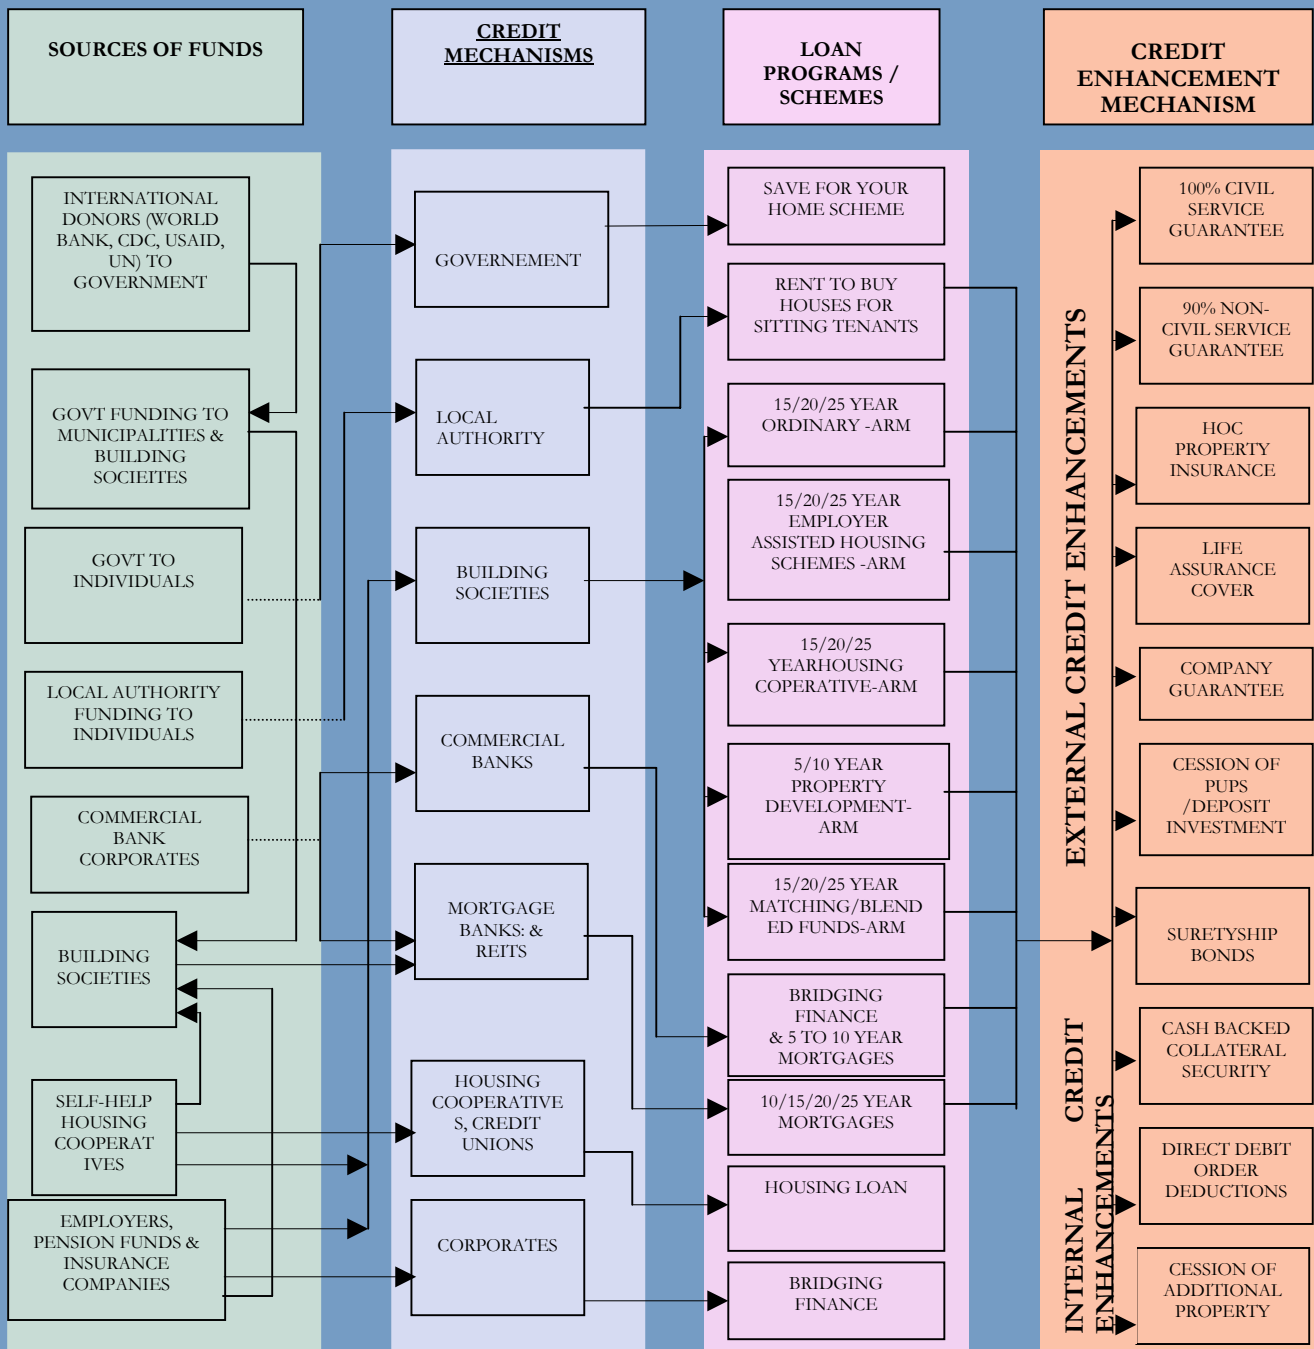 SOURCES OF FUNDS
CREDIT
MECHANISMS
LOAN
PROGRAMS /
SCHEMES
CREDIT
ENHANCEMENT
MECHANISM
INTERNATIONAL
DONORS (WORLD
BANK, CDC, USAID,
UN) TO
GOVERNMENT
GOVT FUNDING TO
MUNICIPALITIES &
BUILDING
SOCIEITES
GOVT TO
INDIVIDUALS
LOCAL AUTHORITY
FUNDING TO
INDIVIDUALS
COMMERCIAL
BANK
CORPORATES
BUILDING
SOCIETIES
SELF-HELP
HOUSING
COOPERAT
IVES
EMPLOYERS,
PENSION FUNDS &
INSURANCE
COMPANIES
GOVERNEMENT
LOCAL
AUTHORITY
BUILDING
SOCIETIES
COMMERCIAL
BANKS
MORTGAGE
BANKS: &
REITS
HOUSING
COOPERATIVE
S, CREDIT
UNIONS
CORPORATES
SAVE FOR YOUR
HOME SCHEME
RENT TO BUY
HOUSES FOR
SITTING TENANTS
15/20/25 YEAR
ORDINARY -ARM
15/20/25 YEAR
EMPLOYER
ASSISTED HOUSING
SCHEMES -ARM
15/20/25
YEARHOUSING
COPERATIVE-ARM
5/10 YEAR
PROPERTY
DEVELOPMENT-
ARM
15/20/25 YEAR
MATCHING/BLEND
ED FUNDS-ARM
BRIDGING
FINANCE
& 5 TO 10 YEAR
MORTGAGES
10/15/20/25 YEAR
MORTGAGES
HOUSING LOAN
BRIDGING
FINANCE
EXTERNAL CREDIT ENHANCEMENTS
INTERNAL CREDIT
ENHANCEMENTS
100% CIVIL
SERVICE
GUARANTEE
90% NON-
CIVIL SERVICE
GUARANTEE
HOC
PROPERTY
INSURANCE
LIFE
ASSURANCE
COVER
COMPANY
GUARANTEE
CESSION OF
PUPS
/DEPOSIT
INVESTMENT
SURETYSHIP
BONDS
CASH BACKED
COLLATERAL
SECURITY
DIRECT DEBIT
ORDER
DEDUCTIONS
CESSION OF
ADDITIONAL
PROPERTY